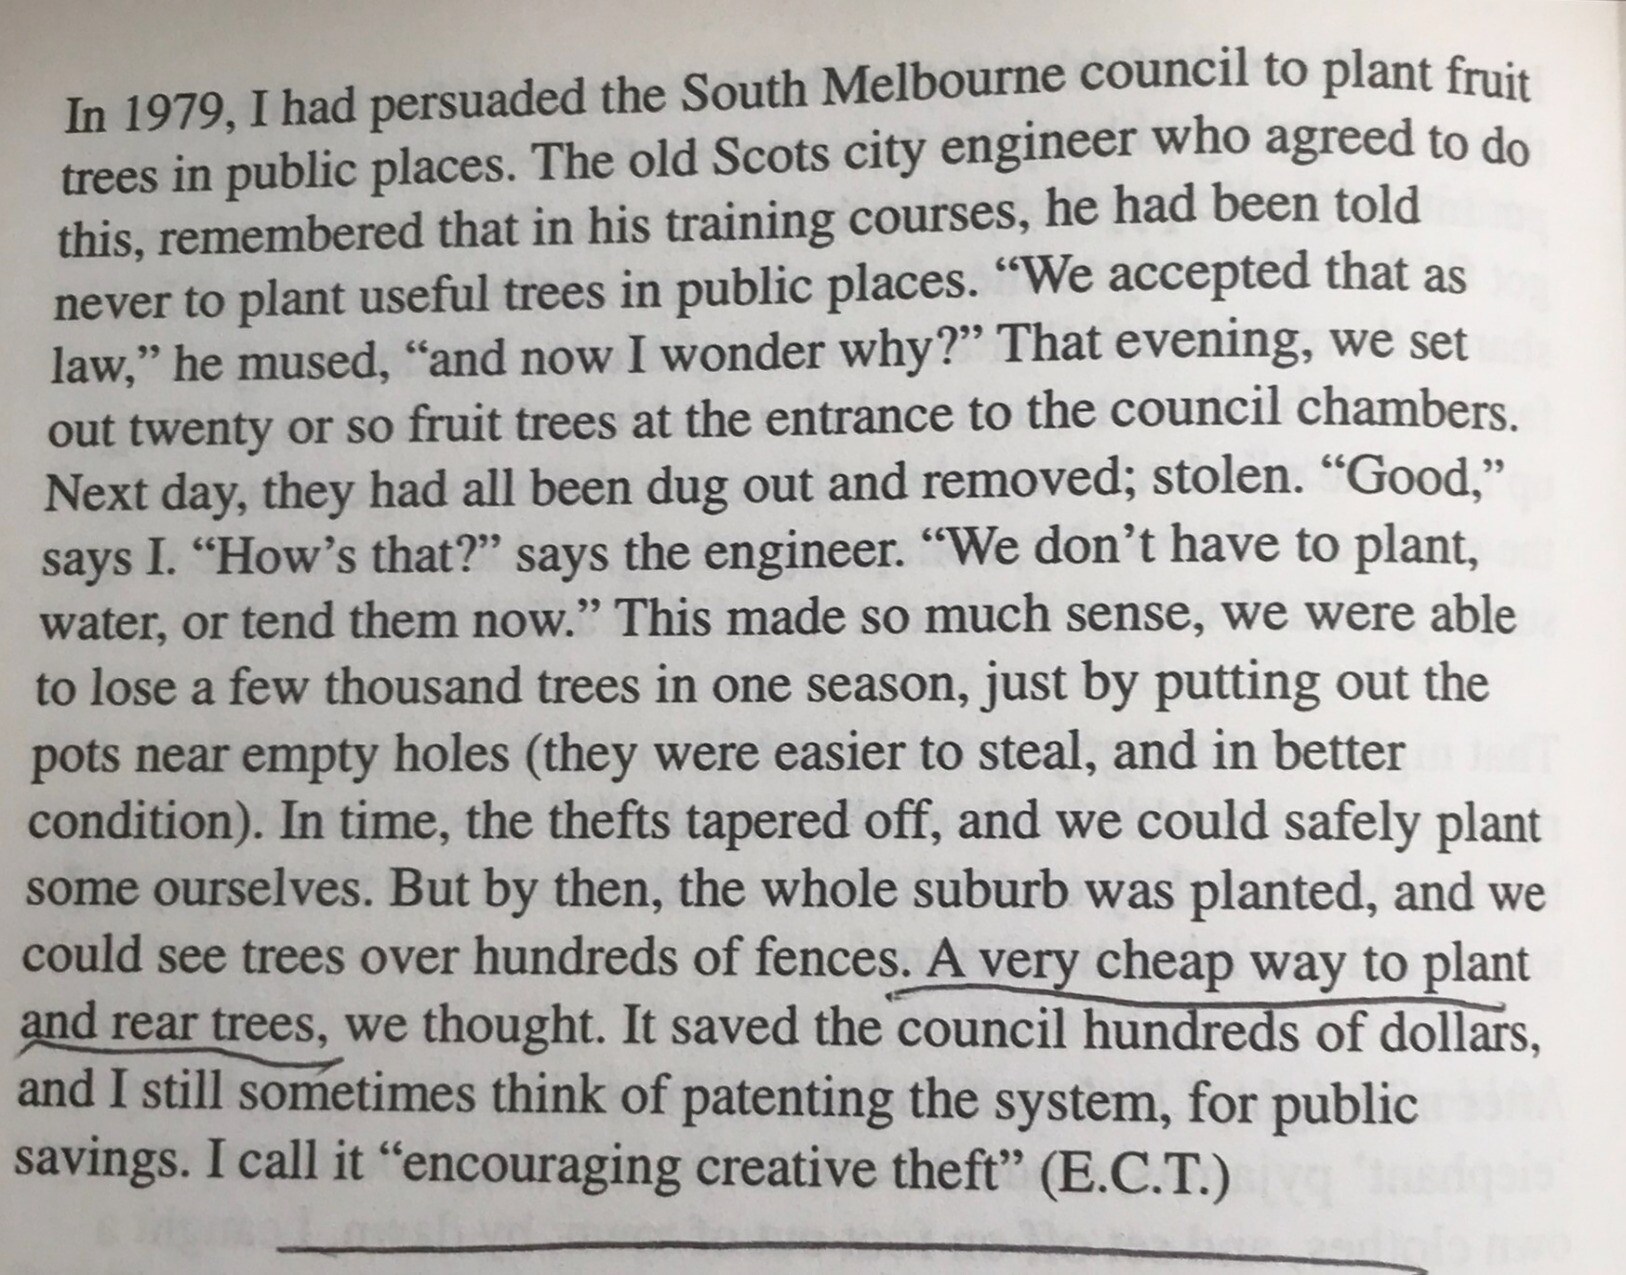 In 1979, I had persuaded the South Melbourne council to plant fruit
trees in public places. The old Scots city engineer who agreed to do
this, remembered that in his training courses, he had been told
never to plant useful trees in public places. “We accepted that as
law,” he mused, “and now I wonder why?” That evening, we set
out twenty or so fruit trees at the entrance to the council chambers.
Next day, they had all been dug out and removed; stolen. “Good,”
says I. “How’s that?” says the engineer. “We don’t have to plant,
water, or tend them now.” This made so much sense, we were able
to lose a few thousand trees in one season, just by putting out the
pots near empty holes (they were easier to steal, and in better
condition). In time, the thefts tapered off, and we could safely plant
some ourselves. But by then, the whole suburb was planted, and we
could see trees over hundreds of fences. A very cheap way to plant
and rear trees, we thought. It saved the council hundreds of dollars,
and I still sometimes think of patenting the system, for public
savings. I call it “encouraging creative theft” (E.C.T.)